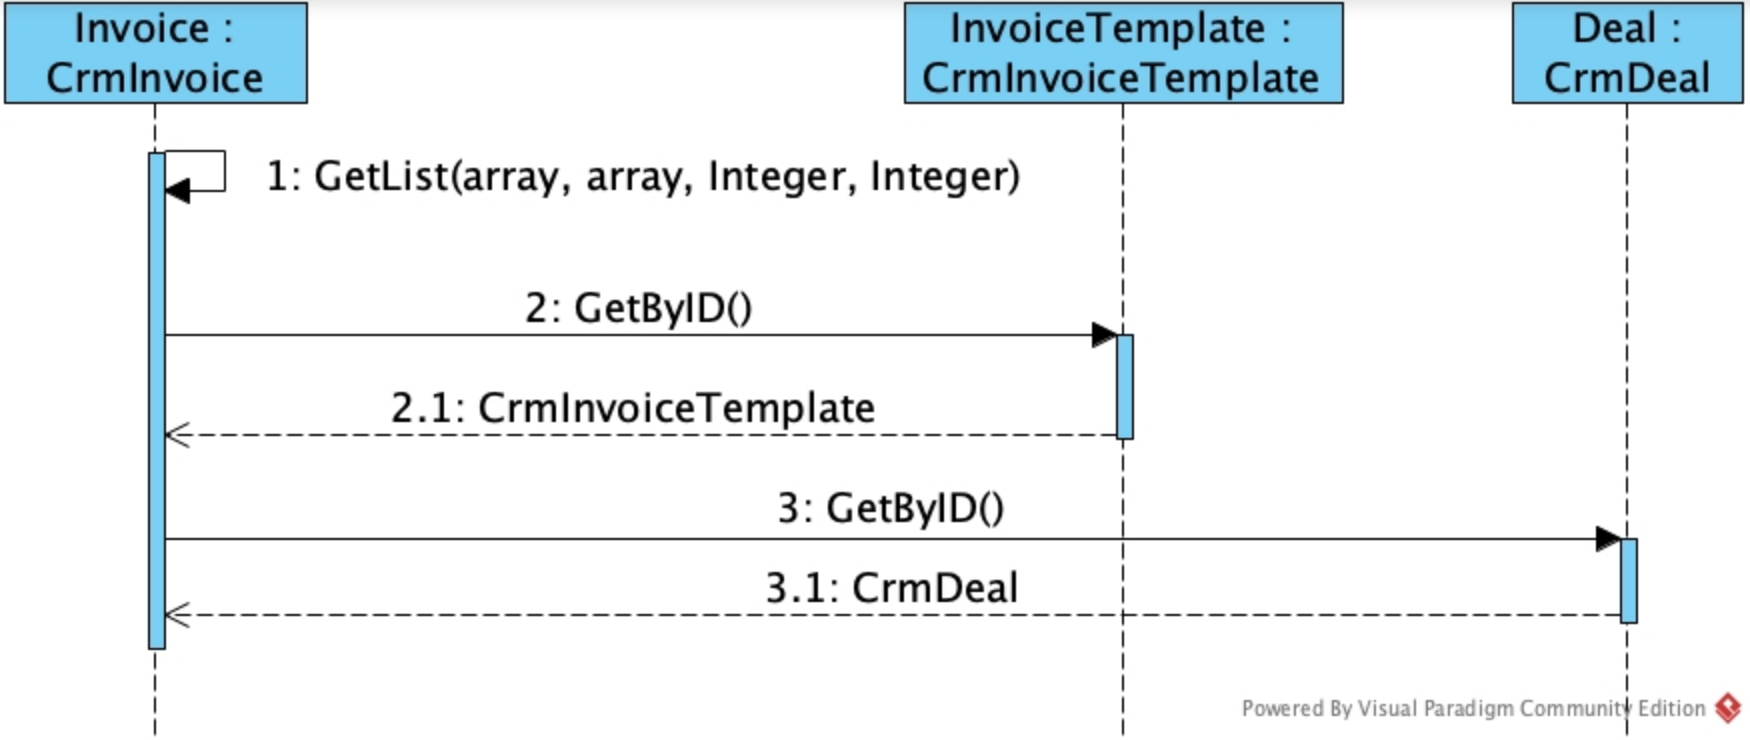 Invoice :
CrmInvoice
InvoiceTemplate :
CrmInvoiceTemplate
Deal :
CrmDeal
1: GetList(array, array, Integer, Integer)
2: GetByID()
2.1: CrmInvoiceTemplate
3: GetByID()
3.1: CrmDeal
Powered By Visual Paradigm Community Edition